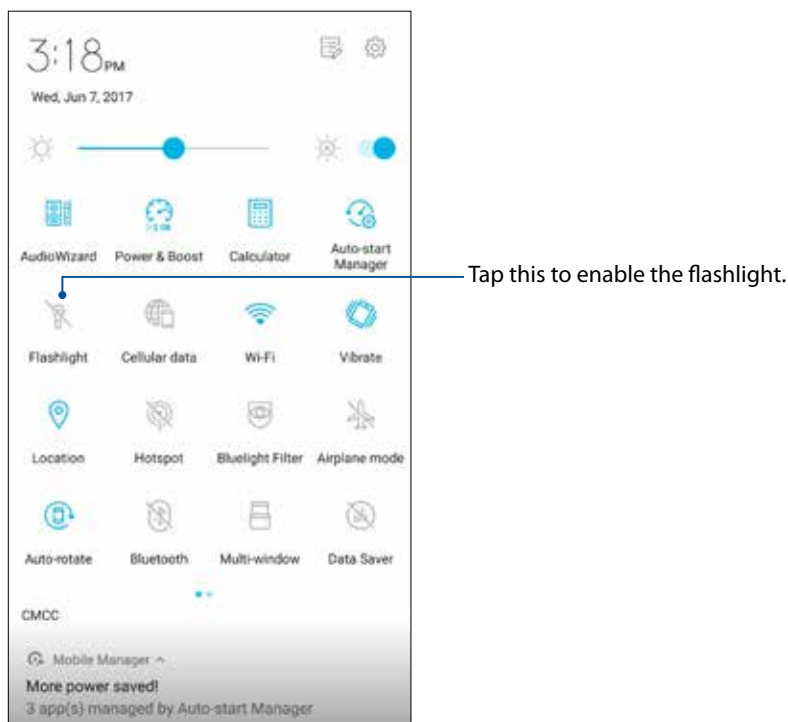 3:18PM
Wed, Jun 7, 2017
AudioWizard Power & Boost Calculator Auto-start Manager
Tap this to enable the flashlight.
Flashlight Cellular data Wi-Fi Vibrate
Location Hotspot Bluelight Filter Airplane mode
Auto-rotate Bluetooth Multi-window Data Saver
CMCC
Mobile Manager
More power saved!
3 app(s) managed by Auto-start Manager